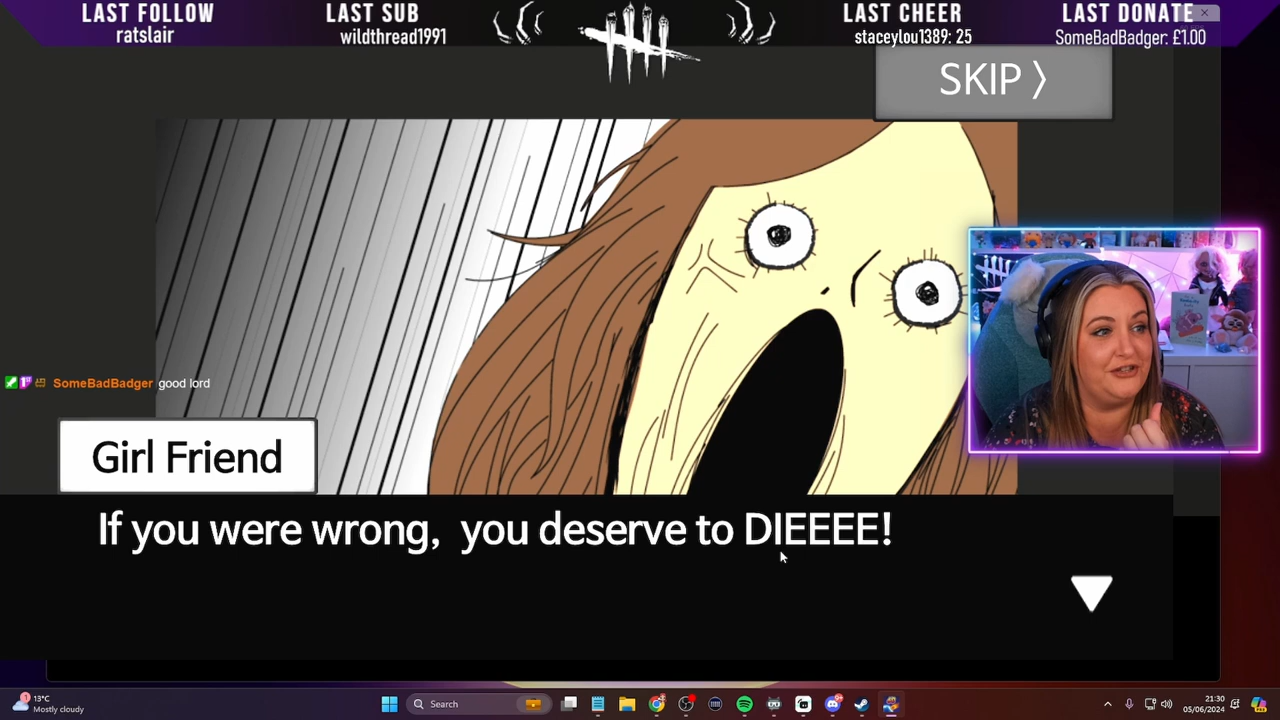 LAST FOLLOW
ratslair
LAST SUB
wildthread1991
LAST CHEER
staceylou1389: 25
LAST DONATE
SomeBadBadger: £1.00
SKIP
SomeBadBadger good lord
Girl Friend
If you were wrong, you deserve to DIEEEE!
13°C
Mostly cloudy
Search
21:30
05/06/2024